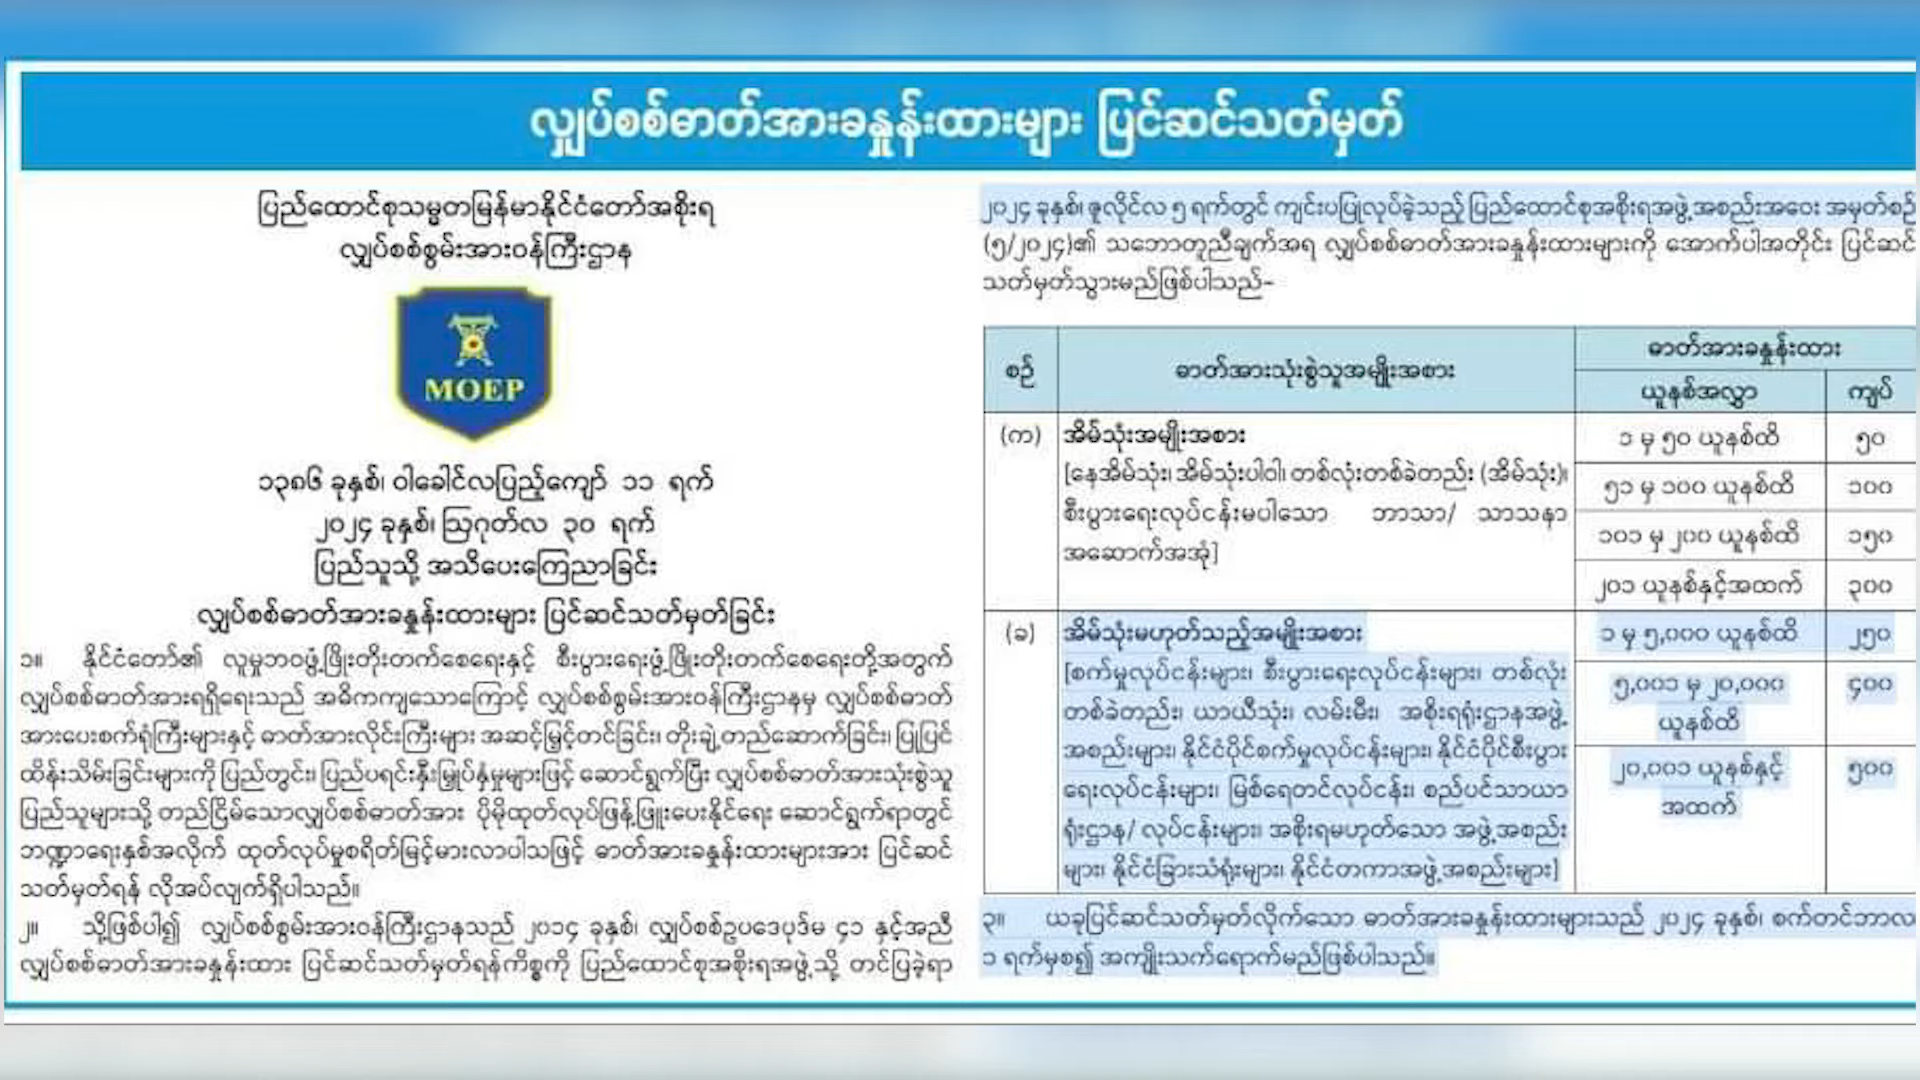 လျှပ်စစ်ဓာတ်အားခနှုန်းထားများ ပြင်ဆင်သတ်မှတ်
ပြည်ထောင်စုသမ္မတမြန်မာနိုင်ငံတော်အစိုးရ
လျှပ်စစ်စွမ်းအားဝန်ကြီးဌာန
MOEP
၁၃၈၆ ခုနှစ်၊ ဝါခေါင်လပြည့်ကျော် ၁၁ ရက်
၂၀၂၄ ခုနှစ်၊ ဩဂုတ်လ ၃၀ ရက်
ပြည်သူသို့ အသိပေးကြေညာခြင်း
လျှပ်စစ်ဓာတ်အားခနှုန်းထားများ ပြင်ဆင်သတ်မှတ်ခြင်း
၁။ နိုင်ငံတော်၏ လူမှုဘဝဖွံ့ဖြိုးတိုးတက်စေရေးနှင့် စီးပွားရေးဖွံ့ဖြိုးတိုးတက်စေရေးတို့အတွက်
လျှပ်စစ်ဓာတ်အားရရှိရေးသည် အဓိကကျသောကြောင့် လျှပ်စစ်စွမ်းအားဝန်ကြီးဌာနမှ လျှပ်စစ်ဓာတ်
အားပေးစက်ရုံကြီးများနှင့် ဓာတ်အားလိုင်းကြီးများ အဆင့်မြှင့်တင်ခြင်း၊ တိုးချဲ့တည်ဆောက်ခြင်း၊ ပြုပြင်
ထိန်းသိမ်းခြင်းများကို ပြည်တွင်း၊ ပြည်ပရင်းနှီးမြှုပ်နှံမှုများဖြင့် ဆောင်ရွက်ပြီး လျှပ်စစ်ဓာတ်အားသုံးစွဲသူ
ပြည်သူများသို့ တည်ငြိမ်သောလျှပ်စစ်ဓာတ်အား ပိုမိုထုတ်လုပ်ဖြန့်ဖြူးပေးနိုင်ရေး ဆောင်ရွက်ရာတွင်
ဘဏ္ဍာရေးနှစ်အလိုက် ထုတ်လုပ်မှုစရိတ်မြင့်မားလာပါသဖြင့် ဓာတ်အားခနှုန်းထားများအား ပြင်ဆင်
သတ်မှတ်ရန် လိုအပ်လျက်ရှိပါသည်။
၂။ သို့ဖြစ်ပါ၍ လျှပ်စစ်စွမ်းအားဝန်ကြီးဌာနသည် ၂၀၁၄ ခုနှစ်၊ လျှပ်စစ်ဥပဒေပုဒ်မ ၄၁ နှင့်အညီ
လျှပ်စစ်ဓာတ်အားခနှုန်းထား ပြင်ဆင်သတ်မှတ်ရန်ကိစ္စကို ပြည်ထောင်စုအစိုးရအဖွဲ့သို့ တင်ပြခဲ့ရာ
၂၀၂၄ ခုနှစ်၊ ဇူလိုင်လ ၅ ရက်တွင် ကျင်းပပြုလုပ်ခဲ့သည့် ပြည်ထောင်စုအစိုးရအဖွဲ့အစည်းအဝေး အမှတ်စဉ်
(၅/၂၀၂၄)၏ သဘောတူညီချက်အရ လျှပ်စစ်ဓာတ်အားခနှုန်းထားများကို အောက်ပါအတိုင်း ပြင်ဆင်
သတ်မှတ်သွားမည်ဖြစ်ပါသည်-
စဉ်
ဓာတ်အားသုံးစွဲသူအမျိုးအစား
ဓာတ်အားခနှုန်းထား
ယူနစ်အလွှာ ကျပ်
(က) အိမ်သုံးအမျိုးအစား
[နေအိမ်သုံး၊ အိမ်သုံးပါဝါ၊ တစ်လုံးတစ်ခဲတည်း (အိမ်သုံး)၊
စီးပွားရေးလုပ်ငန်းမပါသော ဘာသာ/ သာသနာ
အဆောက်အအုံ]
၁ မှ ၅၀ ယူနစ်ထိ ၅၀
၅၁ မှ ၁၀၀ ယူနစ်ထိ ၁၀၀
၁၀၁ မှ ၂၀၀ ယူနစ်ထိ ၁၅၀
၂၀၁ ယူနစ်နှင့်အထက် ၃၀၀
(ခ) အိမ်သုံးမဟုတ်သည့်အမျိုးအစား
[စက်မှုလုပ်ငန်းများ၊ စီးပွားရေးလုပ်ငန်းများ၊ တစ်လုံး
တစ်ခဲတည်း၊ ယာယီသုံး၊ လမ်းမီး၊ အစိုးရရုံးဌာနအဖွဲ့
အစည်းများ၊ နိုင်ငံပိုင်စက်မှုလုပ်ငန်းများ၊ နိုင်ငံပိုင်စီးပွား
ရေးလုပ်ငန်းများ၊ မြစ်ရေတင်လုပ်ငန်း၊ စည်ပင်သာယာ
ရုံးဌာန/ လုပ်ငန်းများ၊ အစိုးရမဟုတ်သော အဖွဲ့အစည်း
များ၊ နိုင်ငံခြားသံရုံးများ၊ နိုင်ငံတကာအဖွဲ့အစည်းများ]
၁ မှ ၅,၀၀၀ ယူနစ်ထိ ၂၅၀
၅,၀၀၁ မှ ၂၀,၀၀၀ ၄၀၀
ယူနစ်ထိ
၂၀,၀၀၁ ယူနစ်နှင့် ၅၀၀
အထက်
၃။ ယခုပြင်ဆင်သတ်မှတ်လိုက်သော ဓာတ်အားခနှုန်းထားများသည် ၂၀၂၄ ခုနှစ်၊ စက်တင်ဘာလ
၁ ရက်မှစ၍ အကျိုးသက်ရောက်မည်ဖြစ်ပါသည်။